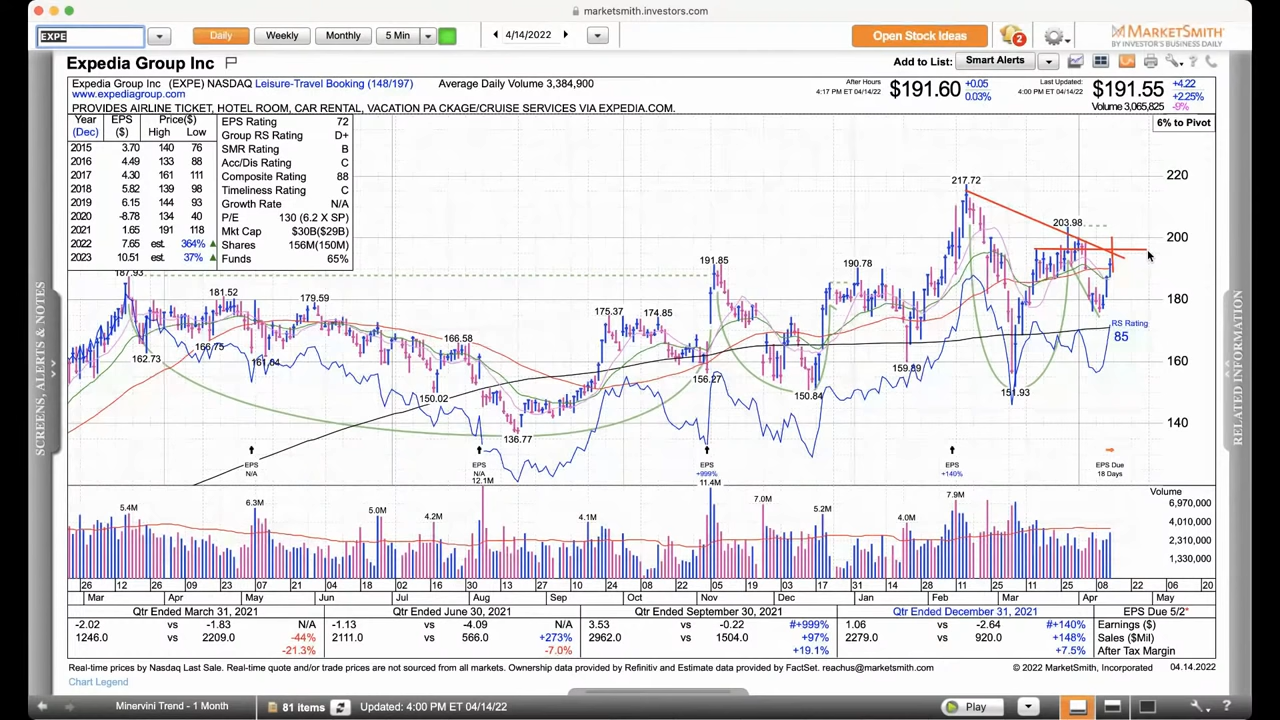 marketsmith.investors.com
EXPE
Daily
Weekly
Monthly
5 Min
4/14/2022
Open Stock Ideas
2
MARKETSMITH
BY INVESTOR'S BUSINESS DAILY
Expedia Group Inc
Add to List:
Smart Alerts
Expedia Group Inc (EXPE) NASDAQ Leisure-Travel Booking (148/197) Average Daily Volume 3,384,900
www.expediagroup.com
PROVIDES AIRLINE TICKET, HOTEL ROOM, CAR RENTAL, VACATION PA CKAGE/CRUISE SERVICES VIA EXPEDIA.COM.
After Hours
4:17 PM ET 04/14/22
$191.60
+0.05
0.03%
Last Updated:
4:00 PM ET 04/14/22
$191.55
+4.22
+2.25%
Volume 3,065,825 -9%
6% to Pivot
Year EPS Price($)
(Dec) ($) High Low
2015 3.70 140 76
2016 4.49 133 88
2017 4.30 161 111
2018 5.82 139 98
2019 6.15 144 93
2020 -8.78 134 40
2021 1.65 191 118
2022 7.65 est. 364%
2023 10.51 est. 37%
EPS Rating 72
Group RS Rating D+
SMR Rating B
Acc/Dis Rating C
Composite Rating 88
Timeliness Rating C
Growth Rate N/A
P/E 130 (6.2 X SP)
Mkt Cap $30B($29B)
Shares 156M(150M)
Funds 65%
220
200
180
160
140
217.72
203.98
191.85
190.78
187.93
181.52
179.59
175.37
174.85
166.58
166.75
162.73
161.04
159.89
156.27
150.02
150.84
151.93
136.77
RS Rating
85
EPS
N/A
EPS
N/A
EPS
+999%
EPS
+140%
EPS Due
18 Days
Volume
6,970,000
4,010,000
2,310,000
1,330,000
5.4M
6.3M
5.0M
4.2M
12.1M
4.1M
11.4M
7.0M
5.2M
4.0M
7.9M
26 12 26 09 23 07 21 04 18 02 16 30 13 27 10 24 08 22 05 19 03 17 31 14 28 11 25 11 25 08 22 06 20
Mar Apr May Jun Jul Aug Sep Oct Nov Dec Jan Feb Mar Apr May
Qtr Ended March 31, 2021
Qtr Ended June 30, 2021
Qtr Ended September 30, 2021
Qtr Ended December 31, 2021
EPS Due 5/2*
-2.02 vs -1.83 N/A
-1.13 vs -4.09 N/A
3.53 vs -0.22 #+999%
1.06 vs -2.64 #+140%
Earnings ($)
1246.0 vs 2209.0 -44%
2111.0 vs 566.0 +273%
2962.0 vs 1504.0 +97%
2279.0 vs 920.0 +148%
Sales ($Mil)
-21.3%
-7.0%
+19.1%
+7.5%
After Tax Margin
Real-time prices by Nasdaq Last Sale. Real-time quote and/or trade prices are not sourced from all markets. Ownership data provided by Refinitiv and Estimate data provided by FactSet. reachus@marketsmith.com
© 2022 MarketSmith, Incorporated
04.14.2022
Chart Legend
SCREENS, ALERTS & NOTES
RELATED INFORMATION
Minervini Trend - 1 Month
81 items
Updated: 4:00 PM ET 04/14/22
Play